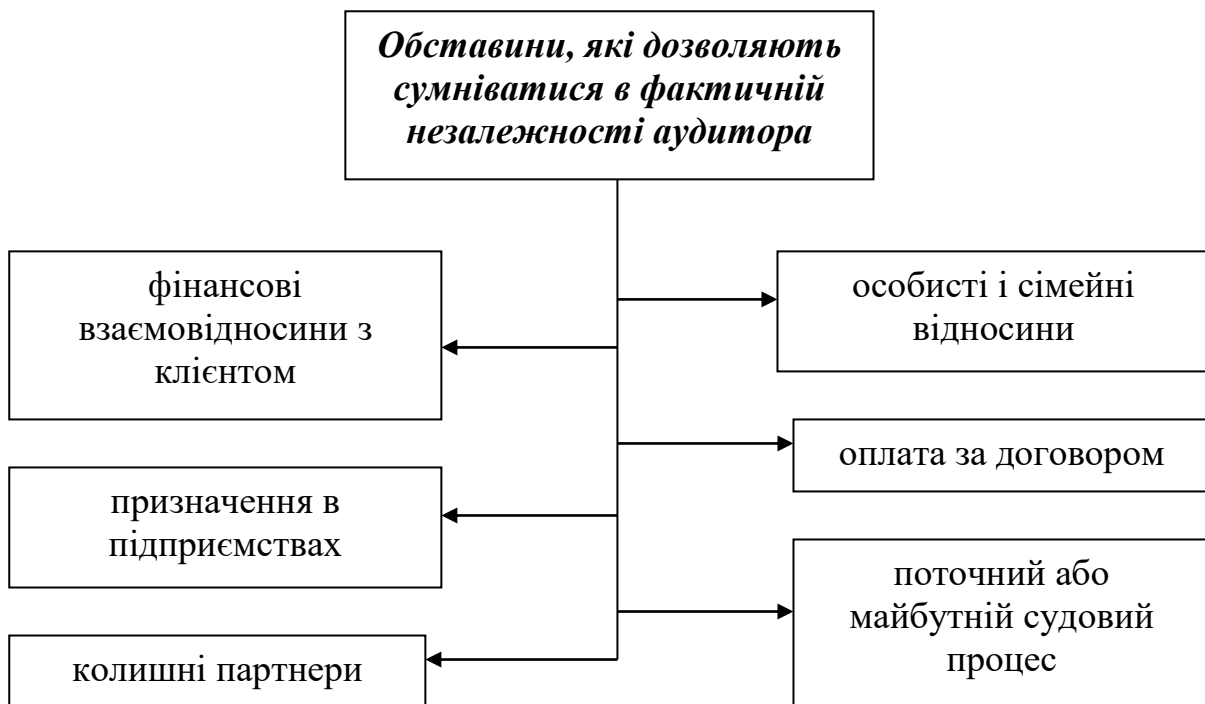 Обставини, які дозволяють
сумніватися в фактичній
незалежності аудитора
фінансові
взаємовідносини з
клієнтом
особисті і сімейні
відносини
оплата за договором
призначення в
підприємствах
поточний або
майбутній судовий
процес
колишні партнери